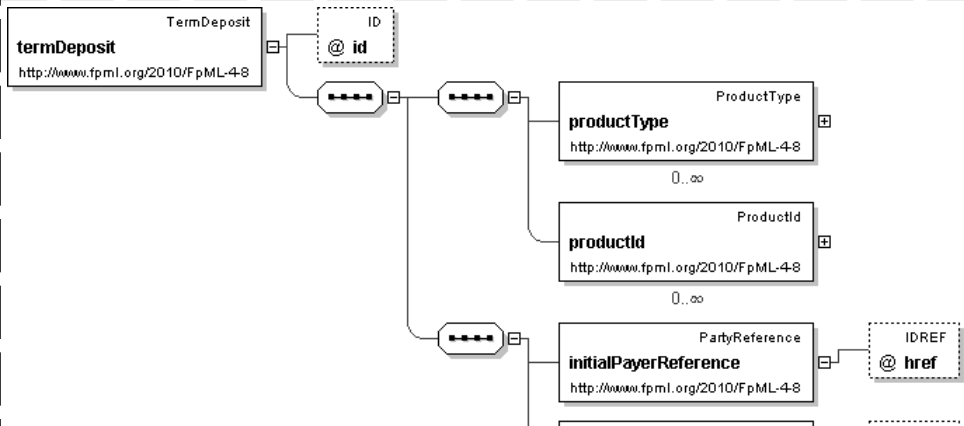 TermDeposit
termDeposit
http://www.fpml.org/2010/FpML-4-8
ID
@ id
ProductType
productType
http://www.fpml.org/2010/FpML-4-8
0..∞
ProductId
productId
http://www.fpml.org/2010/FpML-4-8
0..∞
PartyReference
initialPayerReference
http://www.fpml.org/2010/FpML-4-8
IDREF
@ href